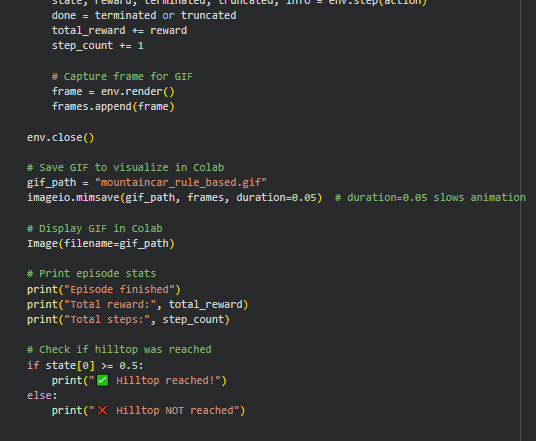 state, reward, terminated, truncated, info = env.step(action)
done = terminated or truncated
total_reward += reward
step_count += 1
# Capture frame for GIF
frame = env.render()
frames.append(frame)
env.close()
# Save GIF to visualize in Colab
gif_path = "mountaincar_rule_based.gif"
imageio.mimsave(gif_path, frames, duration=0.05)  # duration=0.05 slows animation
# Display GIF in Colab
Image(filename=gif_path)
# Print episode stats
print("Episode finished")
print("Total reward:", total_reward)
print("Total steps:", step_count)
# Check if hilltop was reached
if state[0] >= 0.5:
print("✅ Hilltop reached!")
else:
print("❌ Hilltop NOT reached")